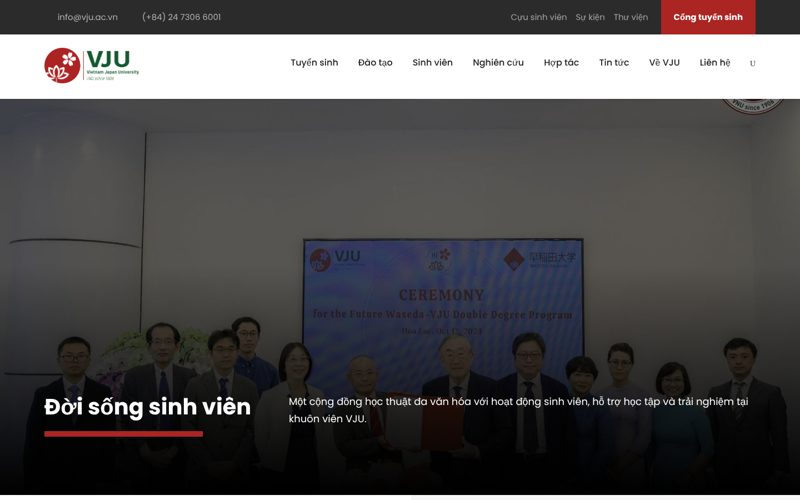 info@vju.ac.vn
(+84) 24 7306 6001
Cựu sinh viên
Sự kiện
Thư viện
Cổng tuyển sinh
VJU
Vietnam Japan University
Tuyển sinh
Đào tạo
Sinh viên
Nghiên cứu
Hợp tác
Tin tức
Về VJU
Liên hệ
U
VNU since 1906
VJU
早稲田大学
CEREMONY
for the Future Waseda-VJU Double Degree Program
Đời sống sinh viên
Một cộng đồng học thuật đa văn hóa với hoạt động sinh viên, hỗ trợ học tập và trải nghiệm tại
khuôn viên VJU.